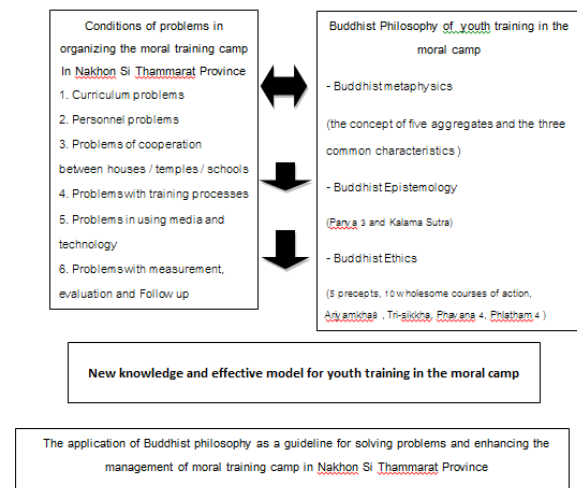 Conditions of problems in
organizing the moral training camp
In Nakhon Si Thammarat Province
1. Curriculum problems
2. Personnel problems
3. Problems of cooperation
between houses / temples / schools
4. Problems with training processes
5. Problems in using media and
technology
6. Problems with measurement,
evaluation and Follow up
Buddhist Philosophy of youth training in the
moral camp
- Buddhist metaphysics
(the concept of five aggregates and the three
common characteristics )
- Buddhist Epistemology
(Panya 3 and Kalama Sutra)
- Buddhist Ethics
(5 precepts, 10 wholesome courses of action,
Ariyamkha8 , Tri-sikkha, Phavana 4, Phlatham 4 )
New knowledge and effective model for youth training in the moral camp
The application of Buddhist philosophy as a guideline for solving problems and enhancing the
management of moral training camp in Nakhon Si Thammarat Province